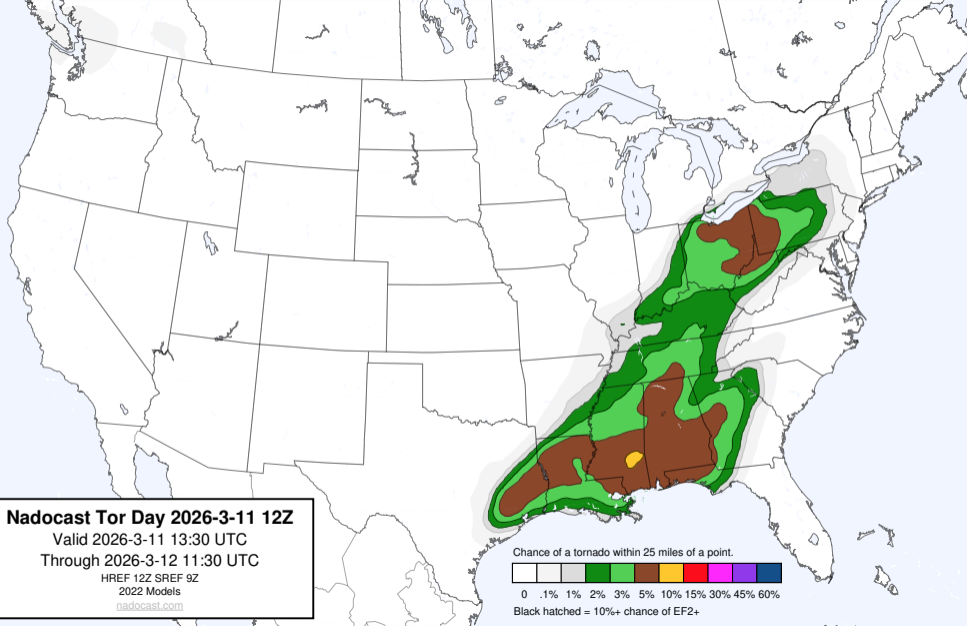 Nadocast Tor Day 2026-3-11 12Z
Valid 2026-3-11 13:30 UTC
Through 2026-3-12 11:30 UTC
HREF 12Z SREF 9Z
2022 Models
nadocast.com
Chance of a tornado within 25 miles of a point.
0 .1% 1% 2% 3% 5% 10% 15% 30% 45% 60%
Black hatched = 10%+ chance of EF2+